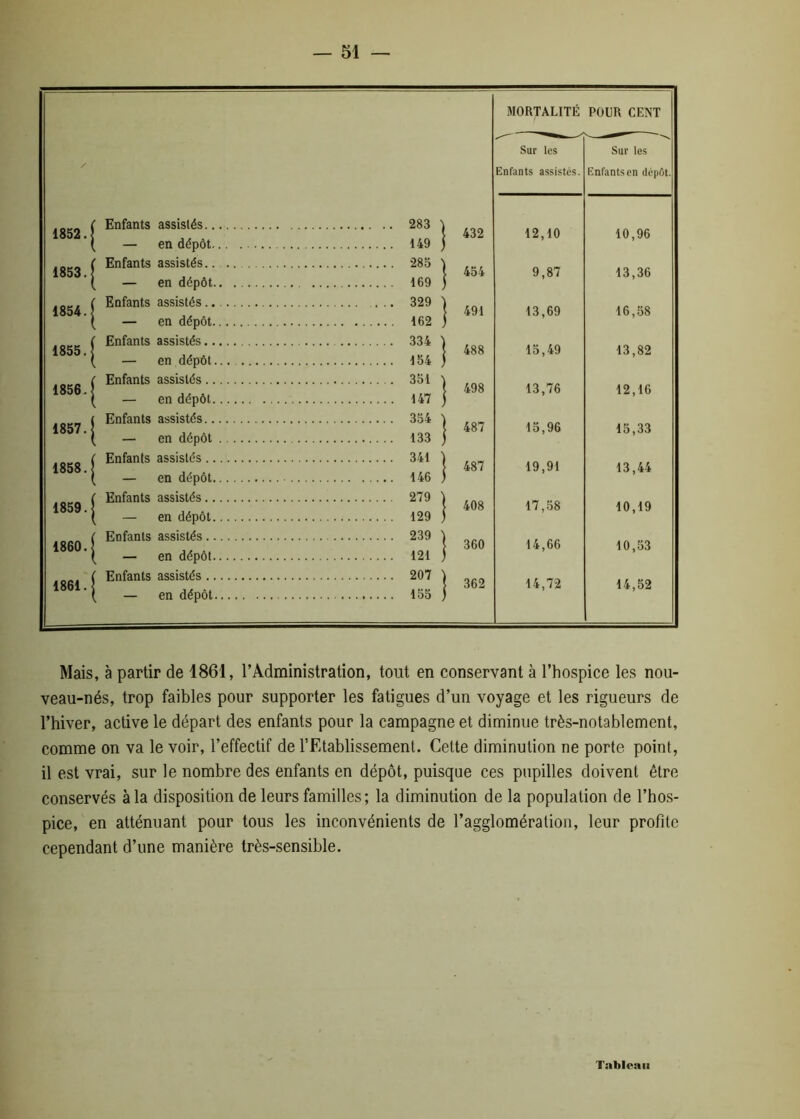 — 51 —
MORTALITÉ POUR CENT
Sur les Enfants assistés.
Sur les Enfants en dépôt.
1852. { Enfants assistés............ 283 } 432 12,10 10,96
— en dépôt............ 149
1853. { Enfants assistés............ 285 } 454 9,87 13,36
— en dépôt............ 169
1854. { Enfants assistés............ 329 } 491 13,69 16,58
— en dépôt............ 162
1855. { Enfants assistés............ 334 } 488 15,49 13,82
— en dépôt............ 154
1856. { Enfants assistés............ 351 } 498 13,76 12,16
— en dépôt............ 147
1857. { Enfants assistés............ 354 } 487 15,96 15,33
— en dépôt............ 133
1858. { Enfants assistés............ 341 } 487 19,91 13,44
— en dépôt............ 146
1859. { Enfants assistés............ 279 } 408 17,58 10,19
— en dépôt............ 129
1860. { Enfants assistés............ 239 } 360 14,66 10,53
— en dépôt............ 121
1861. { Enfants assistés............ 207 } 362 14,72 14,52
— en dépôt............ 155
Mais, à partir de 1861, l'Administration, tout en conservant à l'hospice les nou-
veau-nés, trop faibles pour supporter les fatigues d'un voyage et les rigueurs de
l'hiver, active le départ des enfants pour la campagne et diminue très-notablement,
comme on va le voir, l'effectif de l'Etablissement. Cette diminution ne porte point,
il est vrai, sur le nombre des enfants en dépôt, puisque ces pupilles doivent être
conservés à la disposition de leurs familles; la diminution de la population de l'hos-
pice, en atténuant pour tous les inconvénients de l'agglomération, leur profite
cependant d'une manière très-sensible.
Tableau